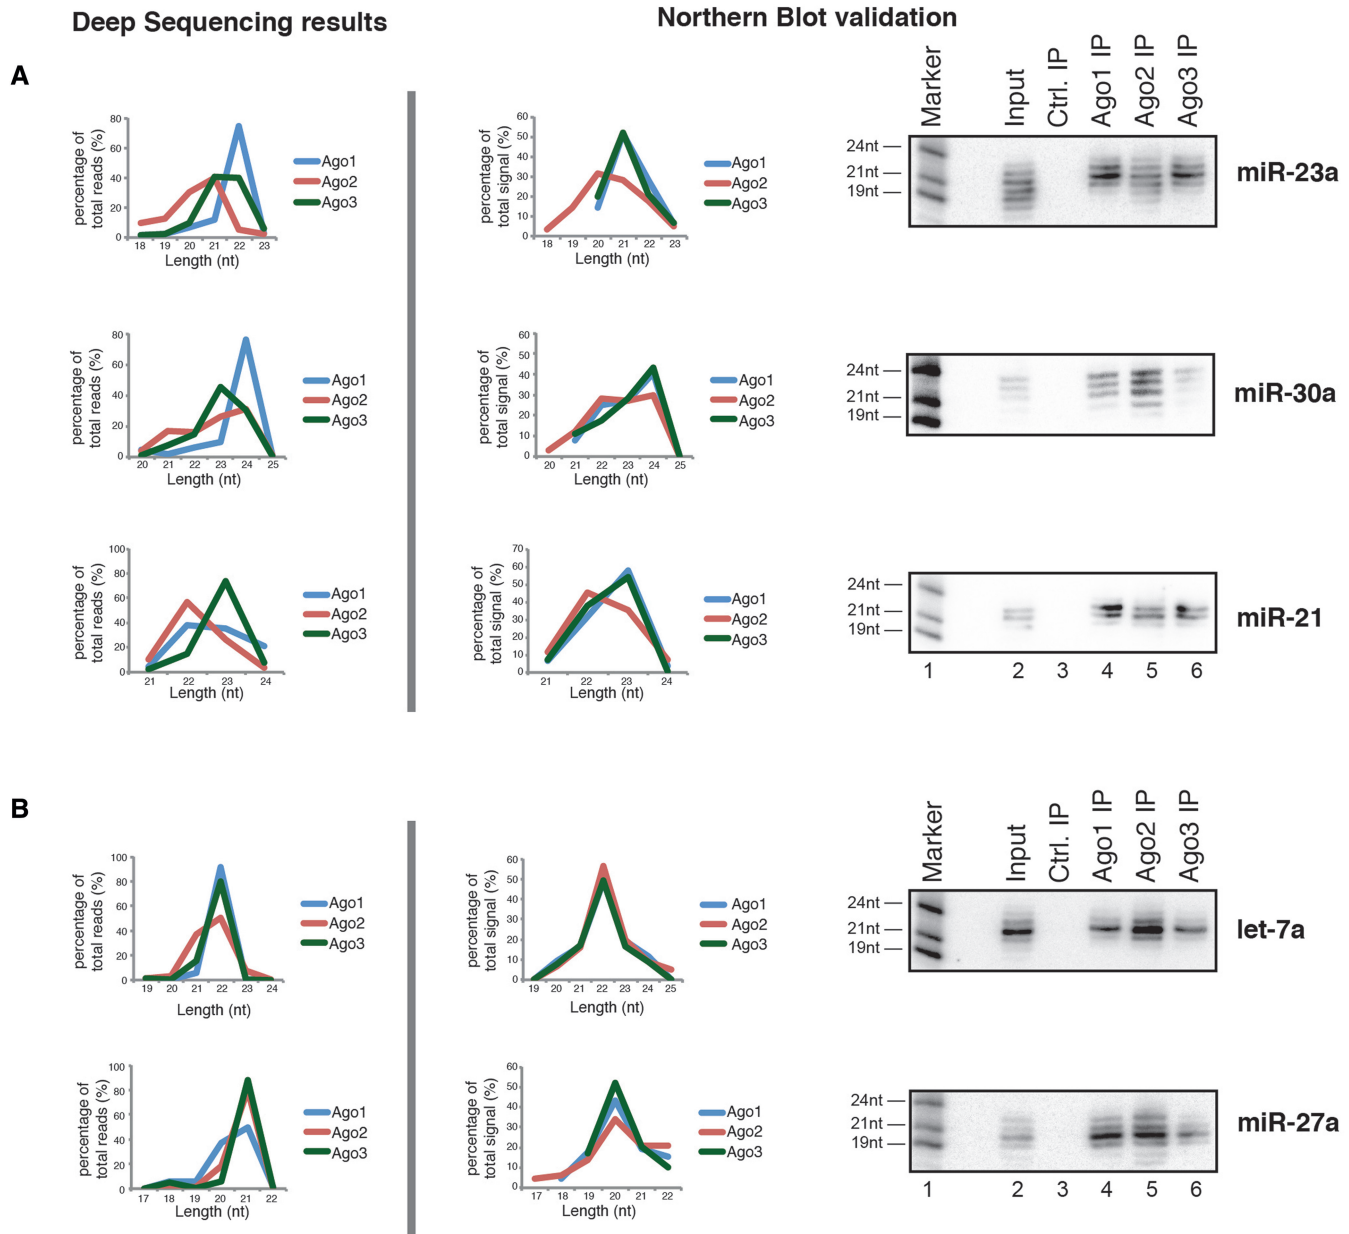 Deep Sequencing results
Northern Blot validation
A
Marker
Input
Ctrl. IP
Ago1 IP
Ago2 IP
Ago3 IP
percentage of
total reads (%)
80
60
40
20
0
18 19 20 21 22 23
Length (nt)
Ago1
Ago2
Ago3
percentage of
total signal (%)
60
50
40
30
20
10
0
18 19 20 21 22 23
Length (nt)
Ago1
Ago2
Ago3
24nt
21nt
19nt
miR-23a
percentage of
total reads (%)
80
60
40
20
0
20 21 22 23 24 25
Length (nt)
Ago1
Ago2
Ago3
percentage of
total signal (%)
60
50
40
30
20
10
0
20 21 22 23 24 25
Length (nt)
Ago1
Ago2
Ago3
24nt
21nt
19nt
miR-30a
percentage of
total reads (%)
100
80
60
40
20
0
21 22 23 24
Length (nt)
Ago1
Ago2
Ago3
percentage of
total signal (%)
70
60
50
40
30
20
10
0
21 22 23 24
Length (nt)
Ago1
Ago2
Ago3
24nt
21nt
19nt
miR-21
1 2 3 4 5 6
B
Marker
Input
Ctrl. IP
Ago1 IP
Ago2 IP
Ago3 IP
percentage of
total reads (%)
100
80
60
40
20
0
19 20 21 22 23 24
Length (nt)
Ago1
Ago2
Ago3
percentage of
total signal (%)
60
50
40
30
20
10
0
19 20 21 22 23 24 25
Length (nt)
Ago1
Ago2
Ago3
24nt
21nt
19nt
let-7a
percentage of
total reads (%)
100
80
60
40
20
0
17 18 19 20 21 22
Length (nt)
Ago1
Ago2
Ago3
percentage of
total signal (%)
60
50
40
30
20
10
0
17 18 19 20 21 22
Length (nt)
Ago1
Ago2
Ago3
24nt
21nt
19nt
miR-27a
1 2 3 4 5 6